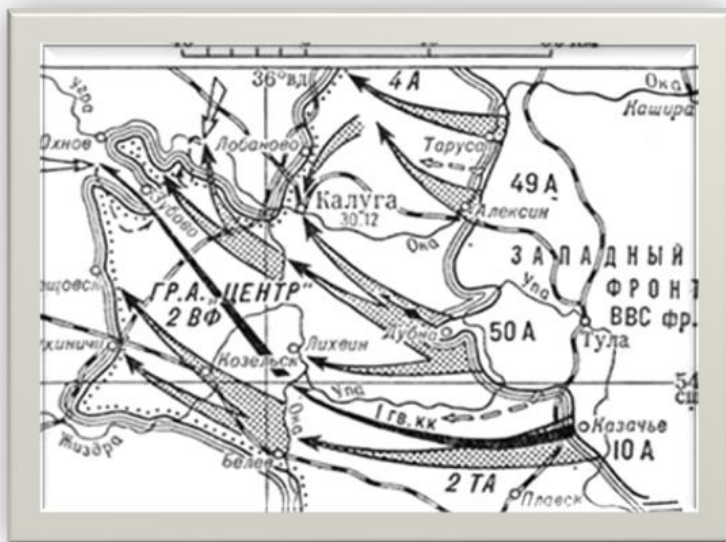 36° вд
4 А
Ока
Кашира
Угра
Лобаново
Таруса
49 А
Зубово
Калуга
30.12
Алексин
Ока
ЗАПАДНЫЙ
ФРОНТ
ВВС фр.
Упа
ГР.А.„ЦЕНТР"
2 ВФ
50 А
Дубна
Тула
Лихвин
Козельск
54
Упа
Ока
1 гв. кк
Казачье
10 А
Жиздра
Белев
2 ТА
Плавск